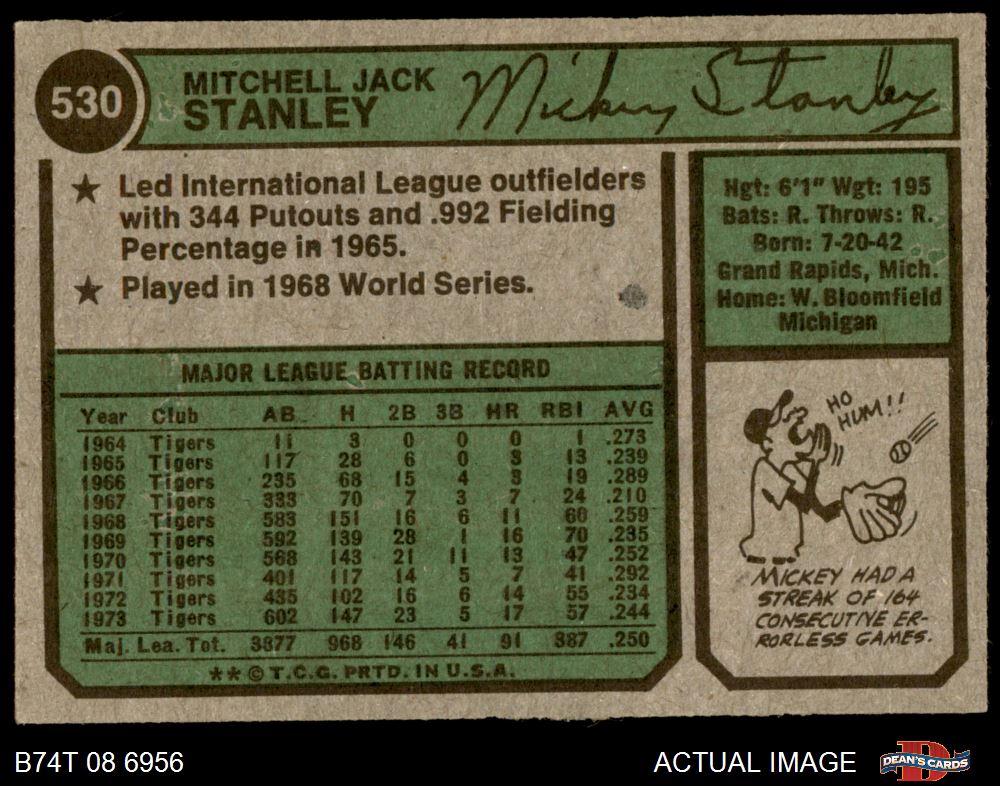 530
MITCHELL JACK
STANLEY
Mickey Stanley
★ Led International League outfielders
with 344 Putouts and .992 Fielding
Percentage in 1965.
★ Played in 1968 World Series.
Hgt: 6'1" Wgt: 195
Bats: R. Throws: R.
Born: 7-20-42
Grand Rapids, Mich.
Home: W. Bloomfield
Michigan
MAJOR LEAGUE BATTING RECORD
Year Club AB H 2B 3B HR RBI AVG
1964 Tigers 11 3 0 0 0 1 .273
1965 Tigers 117 28 6 0 3 13 .239
1966 Tigers 235 68 15 4 3 19 .289
1967 Tigers 333 70 7 3 7 24 .210
1968 Tigers 583 151 16 6 11 60 .259
1969 Tigers 592 139 28 1 16 70 .235
1970 Tigers 568 143 21 11 13 47 .252
1971 Tigers 401 117 14 5 7 41 .292
1972 Tigers 435 102 16 6 14 55 .234
1973 Tigers 602 147 23 5 17 57 .244
Maj. Lea. Tot. 3877 968 146 41 91 387 .250
**©T.C.G. PRTD. IN U.S.A.
HO
HUM!!
MICKEY HAD A
STREAK OF 164
CONSECUTIVE ER-
RORLESS GAMES.
B74T 08 6956
ACTUAL IMAGE
DEAN'S CARDS